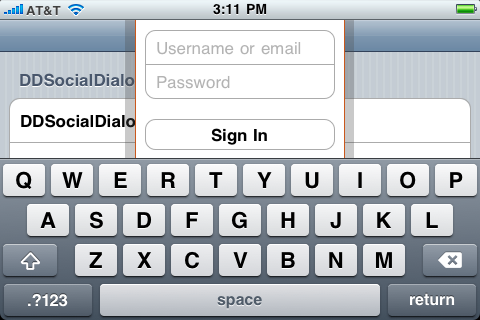 AT&T 3:11 PM
Username or email
DDSocialDialo
Password
DDSocialDialo
Sign In
Q W E R T Y U I O P
A S D F G H J K L
Z X C V B N M
.?123 space return